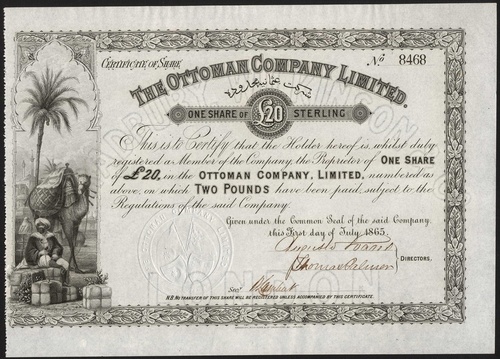 CERTIFICATE OF SHARE
No 8468
THE OTTOMAN COMPANY LIMITED.
ONE SHARE OF £20 STERLING
This is to Certify that the Holder hereof is whilst duly
registered a Member of the Company, the Proprietor of ONE SHARE
of £20, in the OTTOMAN COMPANY, LIMITED, numbered as
above, on which TWO POUNDS have been paid, subject to the
Regulations of the said Company.
Given under the Common Seal of the said Company,
this First day of July 1865.
DIRECTORS.
Secy
N.B. NO TRANSFER OF THIS SHARE WILL BE REGISTERED UNLESS ACCOMPANIED BY THIS CERTIFICATE.
LONDON